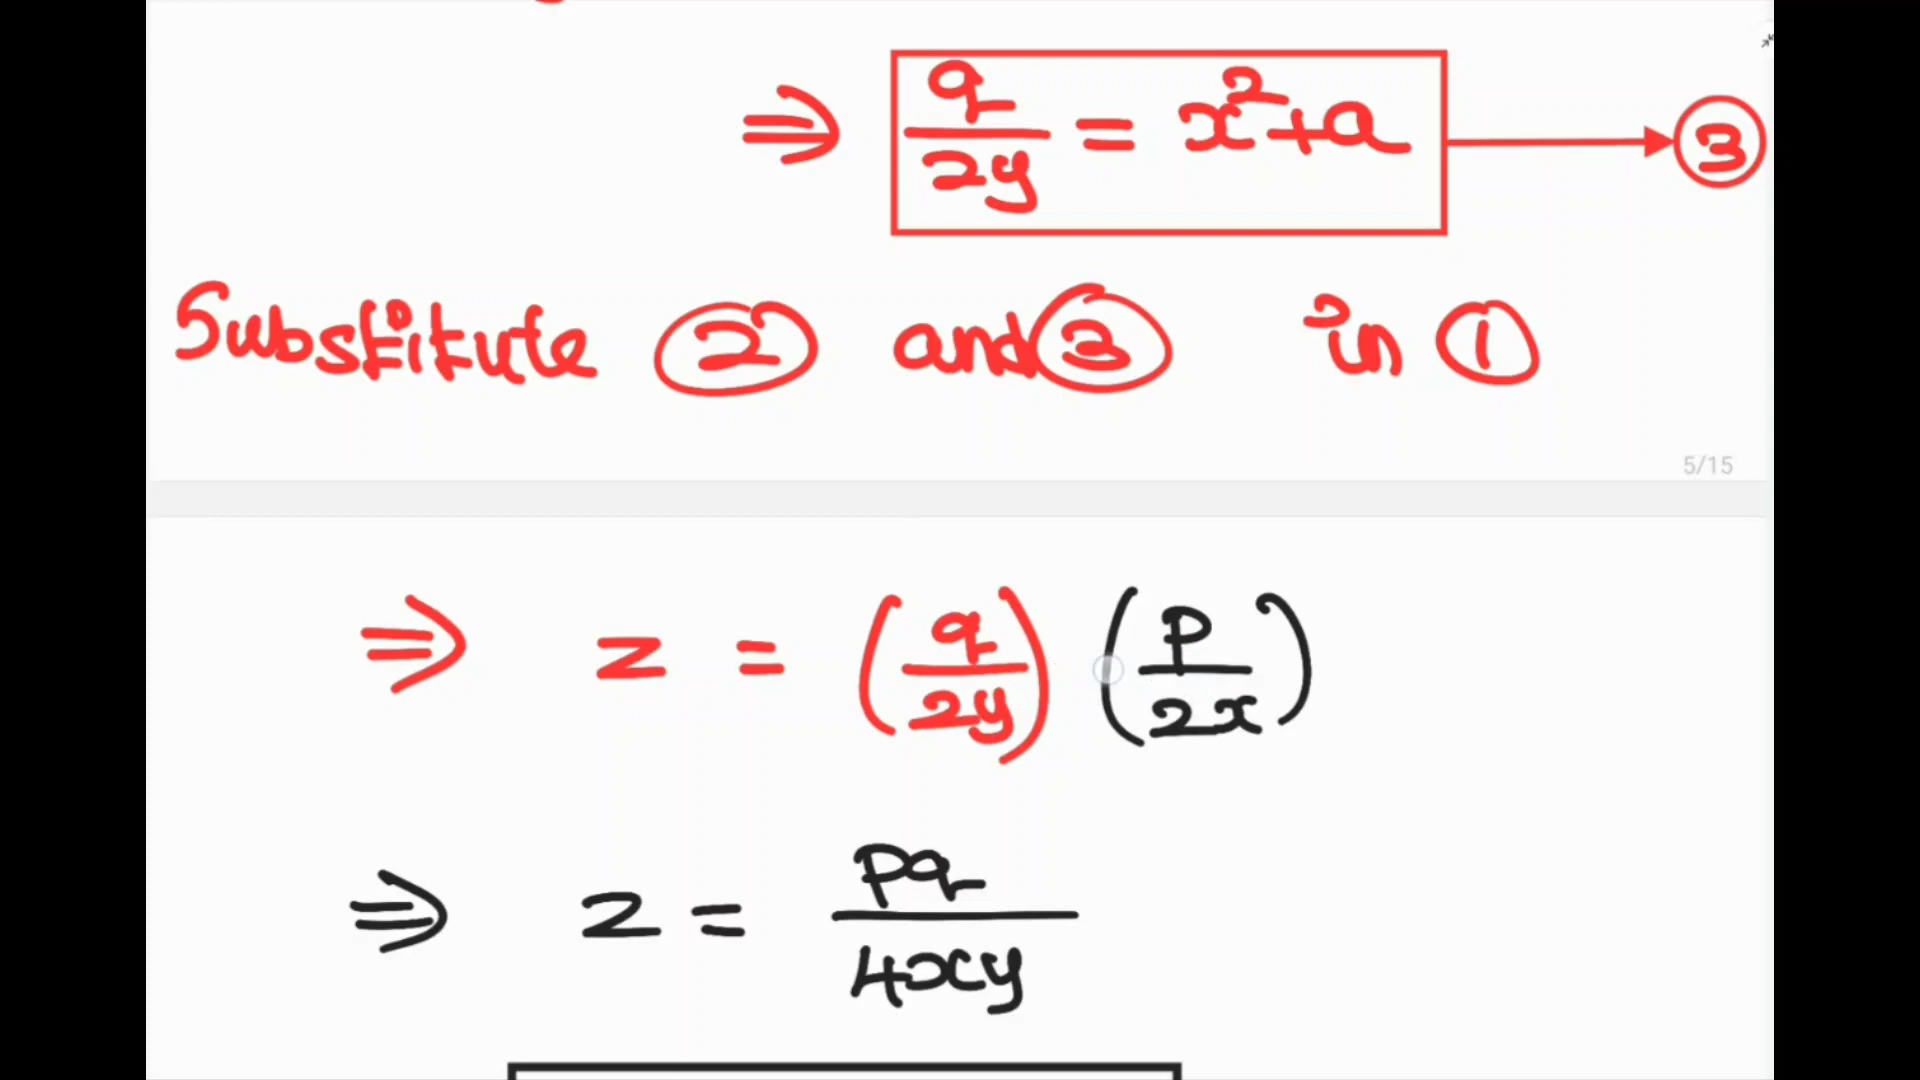 ⇒ q/2y = x²+a → ③
Substitute ② and ③ in ①
5/15
⇒ z = (q/2y) (p/2x)
⇒ z = pq/4xy